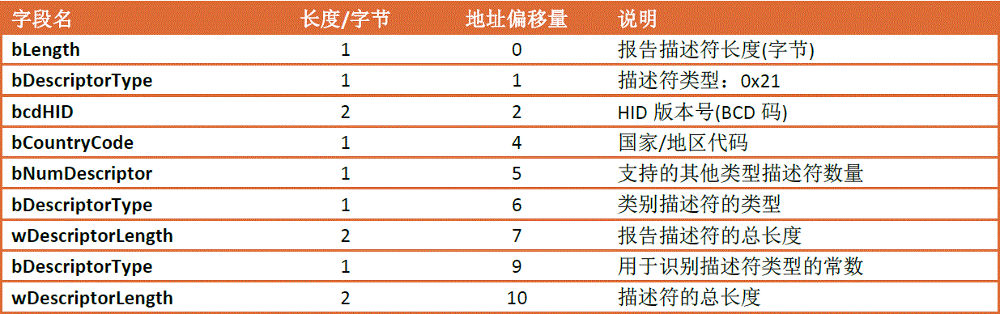 字段名 长度/字节 地址偏移量 说明
bLength 1 0 报告描述符长度(字节)
bDescriptorType 1 1 描述符类型：0x21
bcdHID 2 2 HID 版本号(BCD 码)
bCountryCode 1 4 国家/地区代码
bNumDescriptor 1 5 支持的其他类型描述符数量
bDescriptorType 1 6 类别描述符的类型
wDescriptorLength 2 7 报告描述符的总长度
bDescriptorType 1 9 用于识别描述符类型的常数
wDescriptorLength 2 10 描述符的总长度